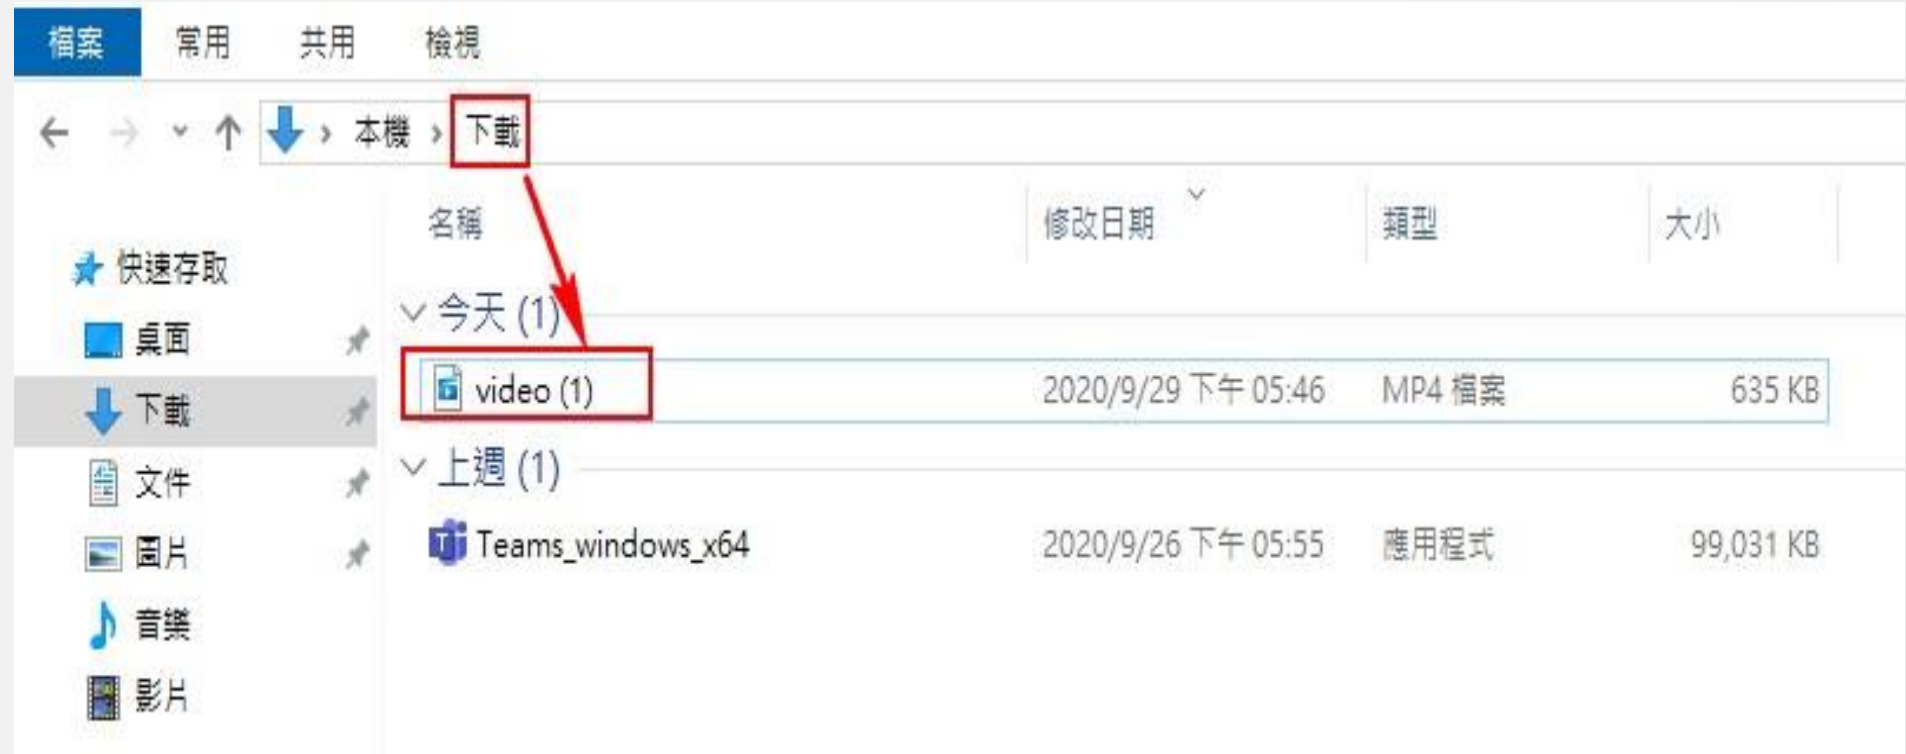 檔案 常用 共用 檢視
本機 › 下載
名稱 修改日期 類型 大小
快速存取
桌面
下載
文件
圖片
音樂
影片
今天 (1)
video (1) 2020/9/29 下午 05:46 MP4 檔案 635 KB
上週 (1)
Teams_windows_x64 2020/9/26 下午 05:55 應用程式 99,031 KB